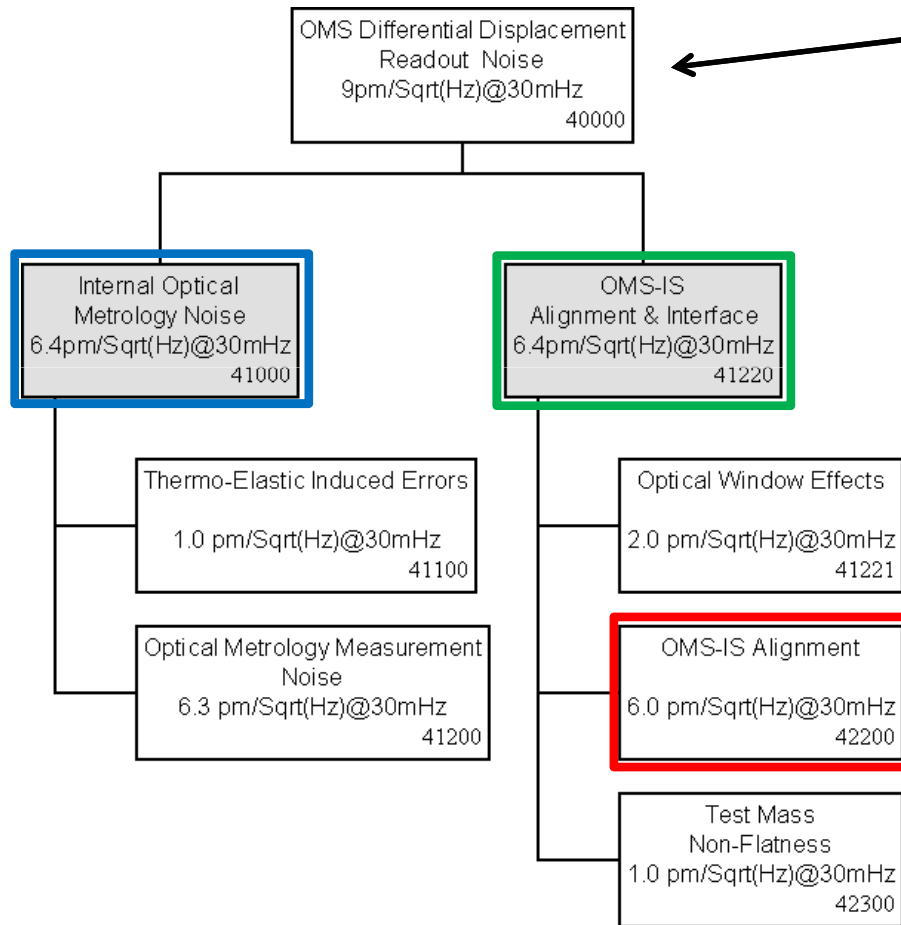 OMS Differential Displacement
Readout Noise
9pm/Sqrt(Hz)@30mHz
40000
Internal Optical
Metrology Noise
6.4pm/Sqrt(Hz)@30mHz
41000
OMS-IS
Alignment & Interface
6.4pm/Sqrt(Hz)@30mHz
41220
Thermo-Elastic Induced Errors
1.0 pm/Sqrt(Hz)@30mHz
41100
Optical Window Effects
2.0 pm/Sqrt(Hz)@30mHz
41221
Optical Metrology Measurement
Noise
6.3 pm/Sqrt(Hz)@30mHz
41200
OMS-IS Alignment
6.0 pm/Sqrt(Hz)@30mHz
42200
Test Mass
Non-Flatness
1.0 pm/Sqrt(Hz)@30mHz
42300